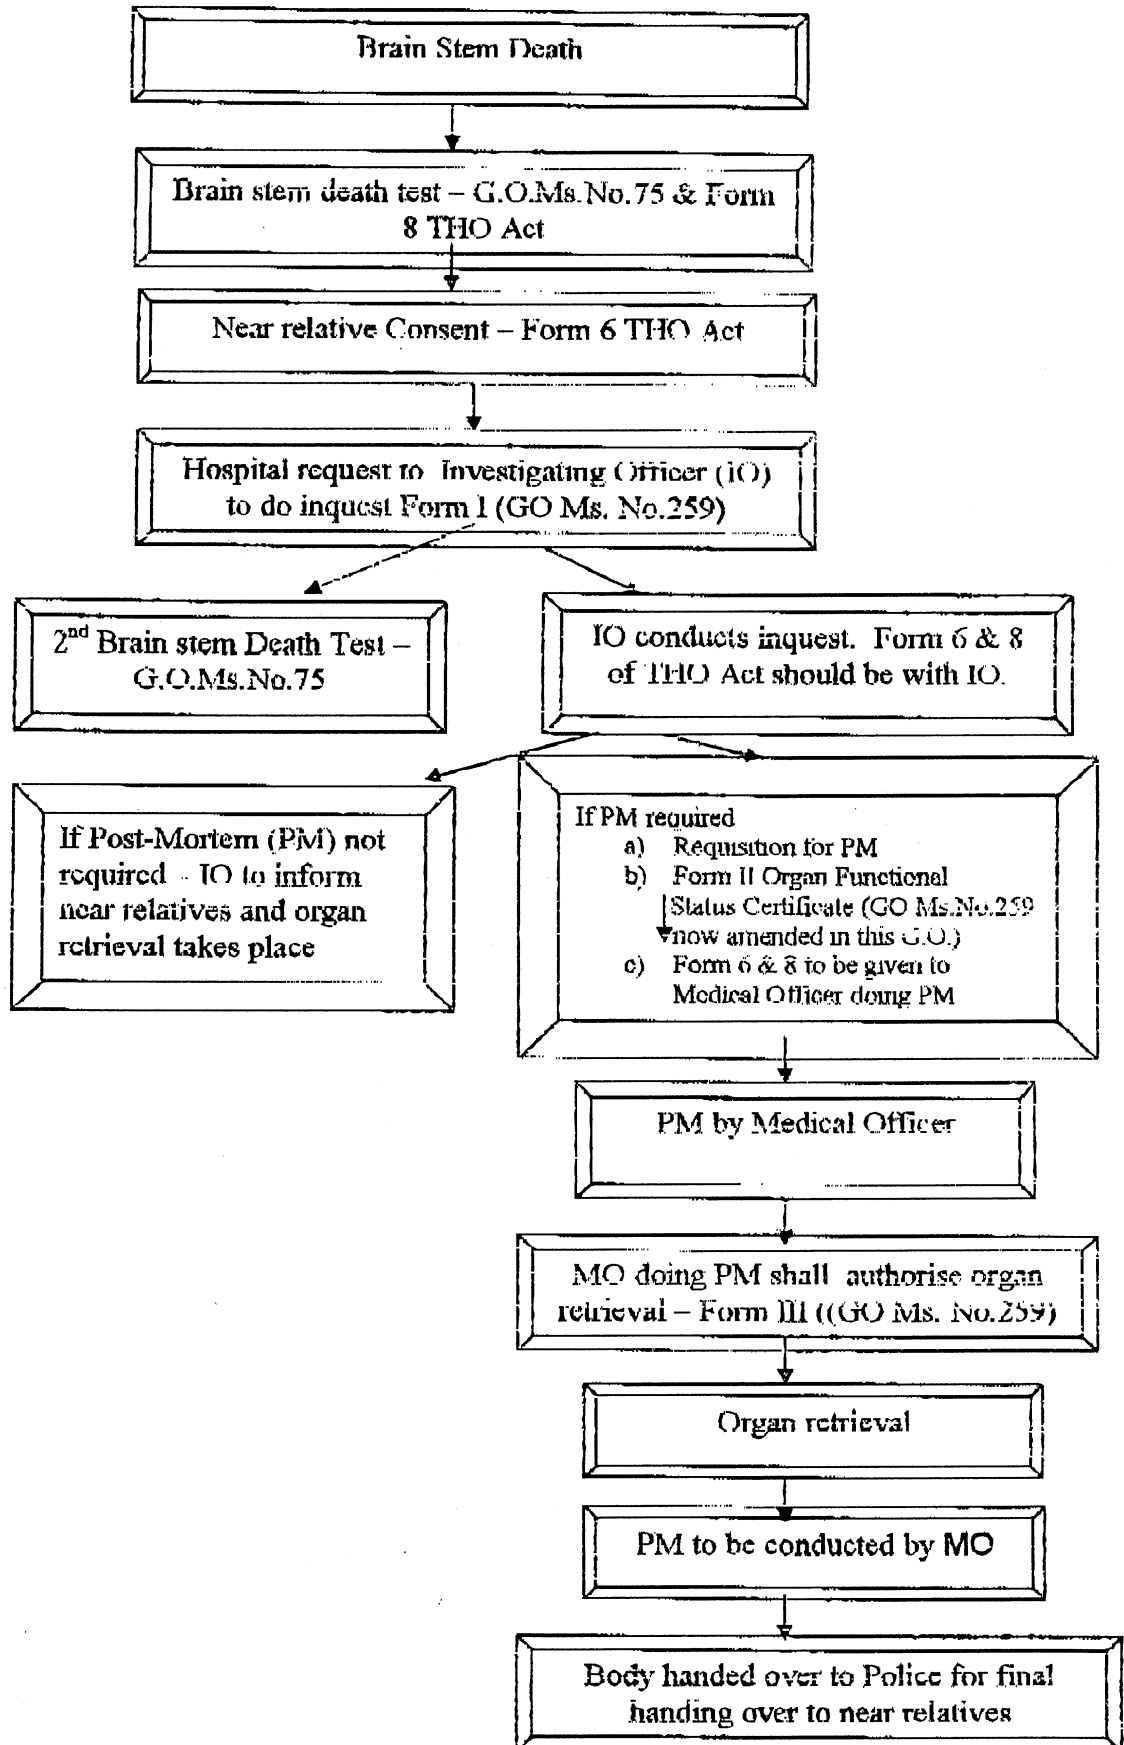 Brain Stem Death
Brain stem death test – G.O.Ms.No.75 & Form
8 THO Act
Near relative Consent – Form 6 THO Act
Hospital request to Investigating Officer (IO)
to do inquest Form I (GO Ms. No.259)
2nd Brain stem Death Test –
G.O.Ms.No.75
IO conducts inquest. Form 6 & 8
of THO Act should be with IO.
If Post-Mortem (PM) not
required - IO to inform
near relatives and organ
retrieval takes place
If PM required
a) Requisition for PM
b) Form II Organ Functional
Status Certificate (GO Ms.No.259
now amended in this G.O.)
c) Form 6 & 8 to be given to
Medical Officer doing PM
PM by Medical Officer
MO doing PM shall authorise organ
retrieval – Form III ((GO Ms. No.259)
Organ retrieval
PM to be conducted by MO
Body handed over to Police for final
handing over to near relatives